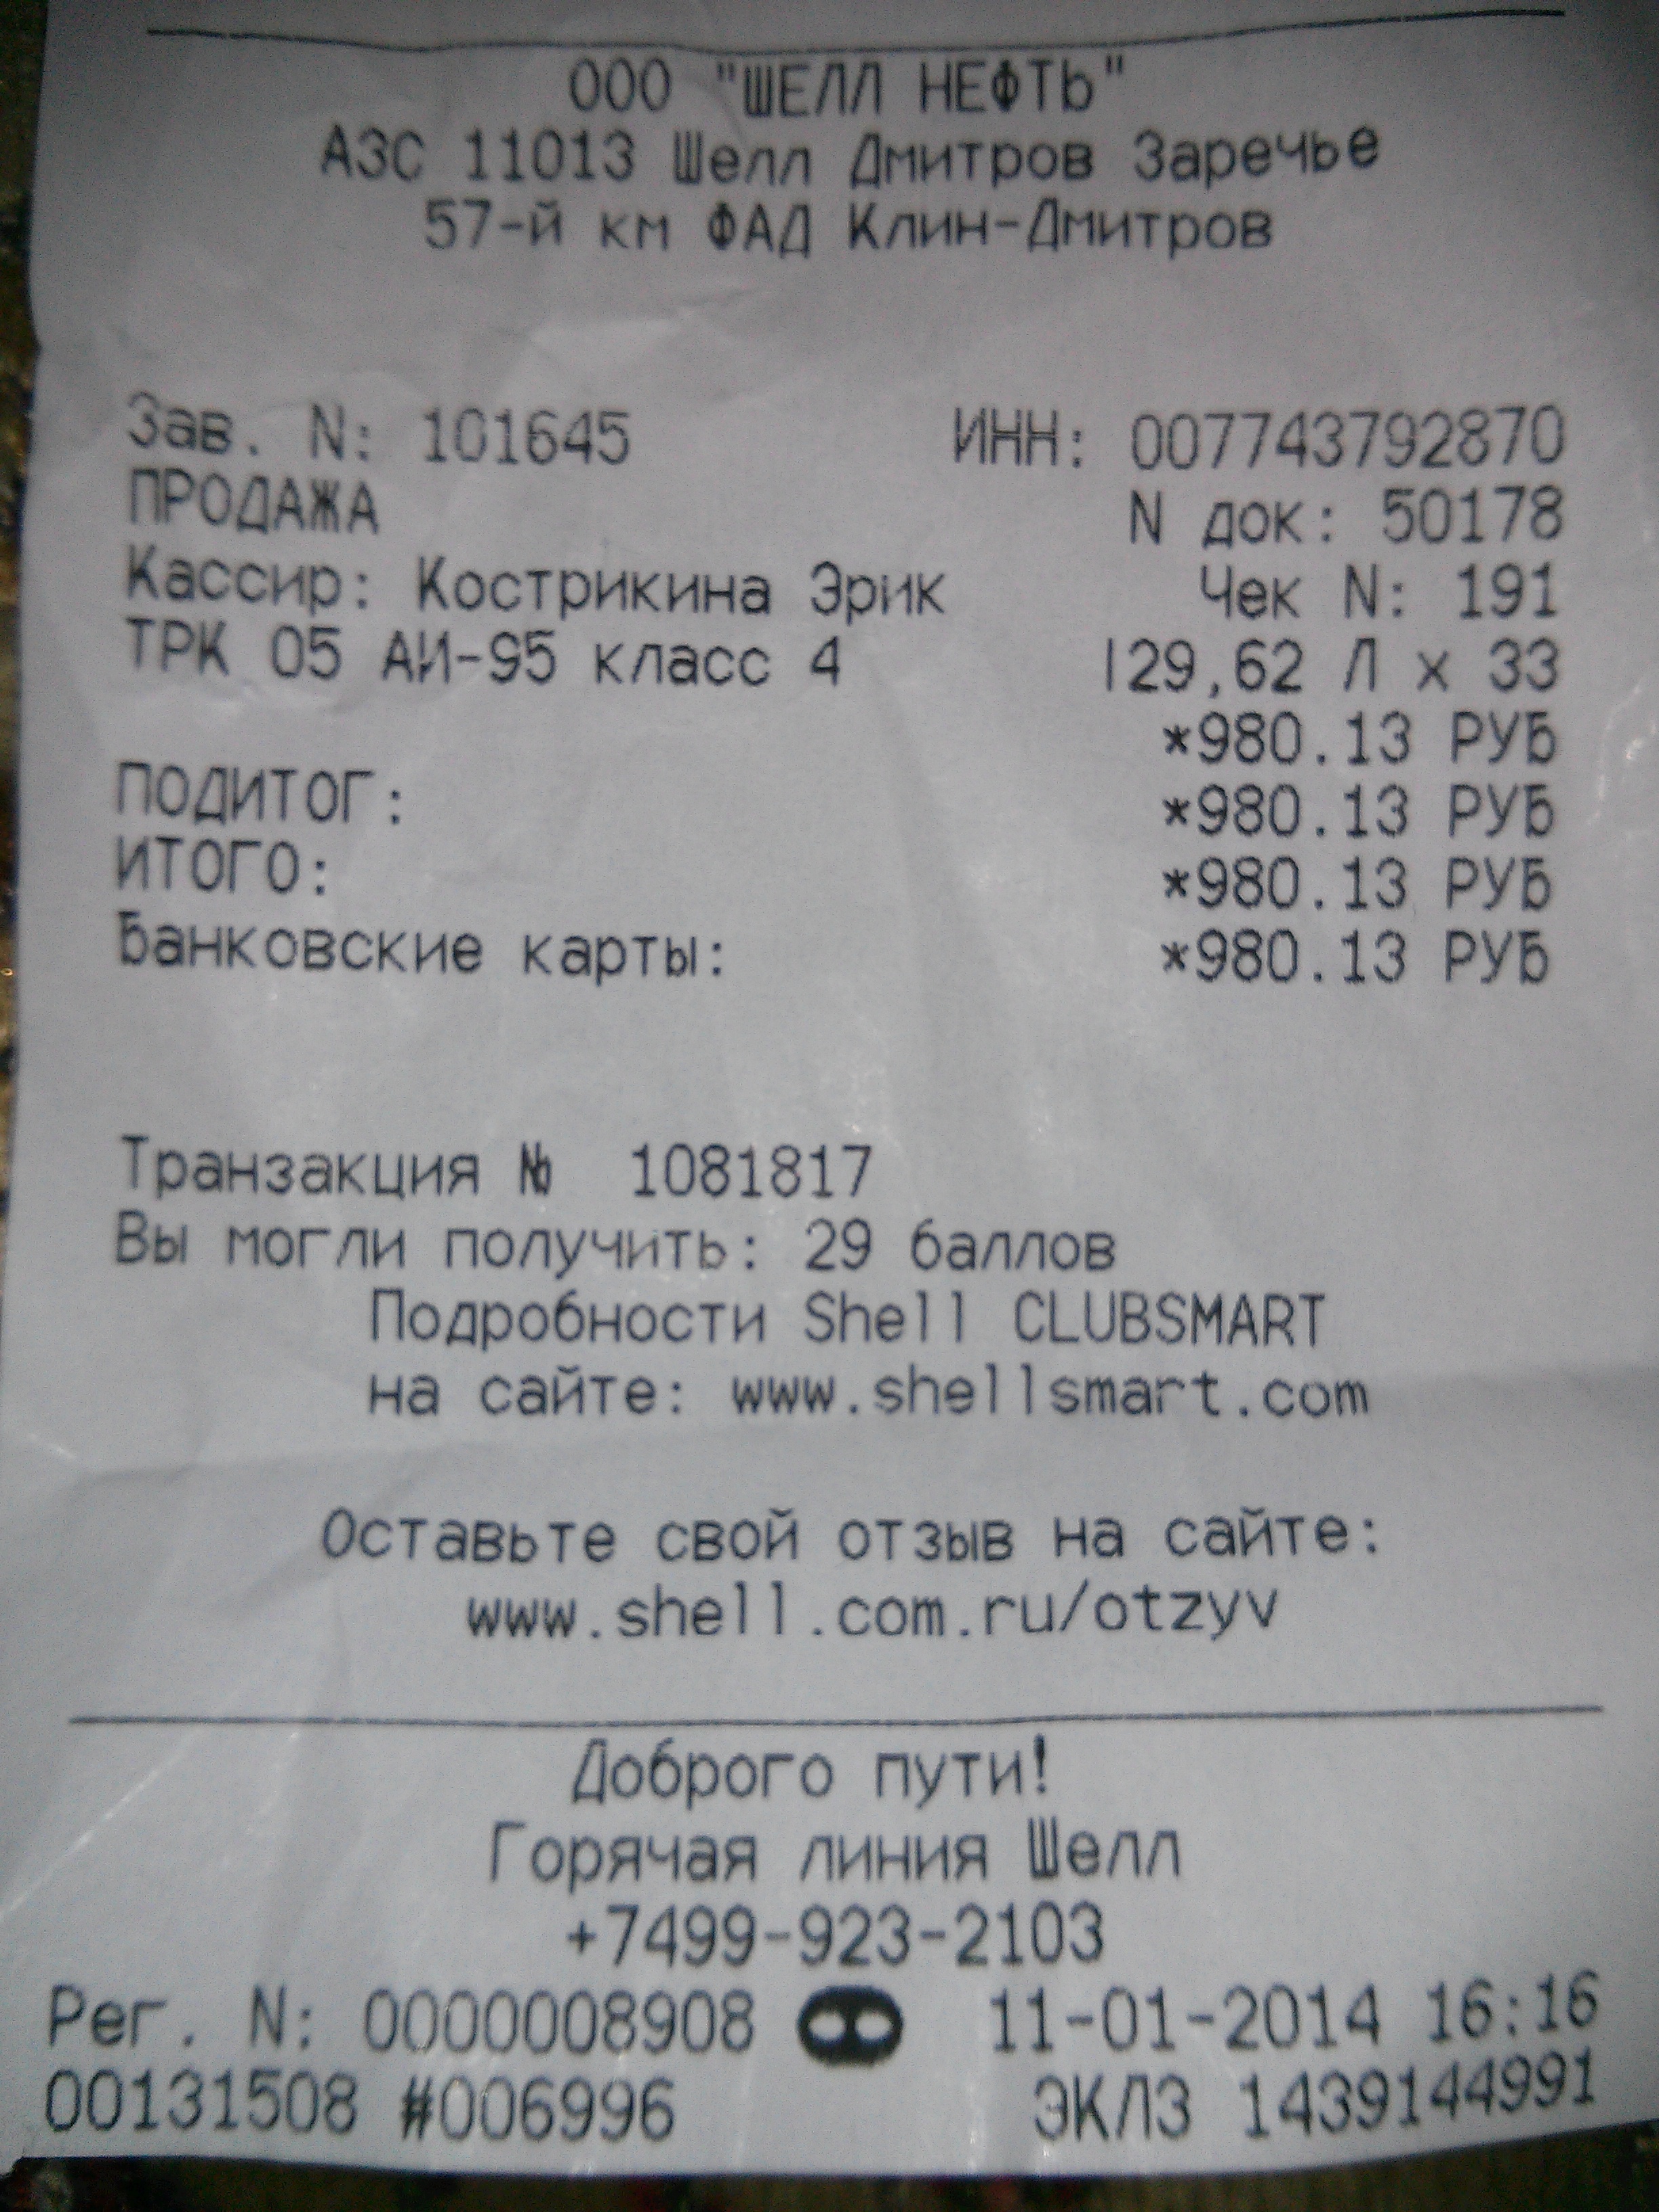 ООО "ШЕЛЛ НЕФТЬ"
АЗС 11013 Шелл Дмитров Заречье
57-й км ФАД Клин-Дмитров
Зав. N: 101645 ИНН: 007743792870
ПРОДАЖА N док: 50178
Кассир: Кострикина Эрик Чек N: 191
ТРК 05 АИ-95 класс 4 |29,62 Л x 33
*980.13 РУБ
ПОДИТОГ: *980.13 РУБ
ИТОГО: *980.13 РУБ
Банковские карты: *980.13 РУБ
Транзакция № 1081817
Вы могли получить: 29 баллов
Подробности Shell CLUBSMART
на сайте: www.shellsmart.com
Оставьте свой отзыв на сайте:
www.shell.com.ru/otzyv
Доброго пути!
Горячая линия Шелл
+7499-923-2103
Рег. N: 0000008908 11-01-2014 16:16
00131508 #006996 ЭКЛЗ 1439144991